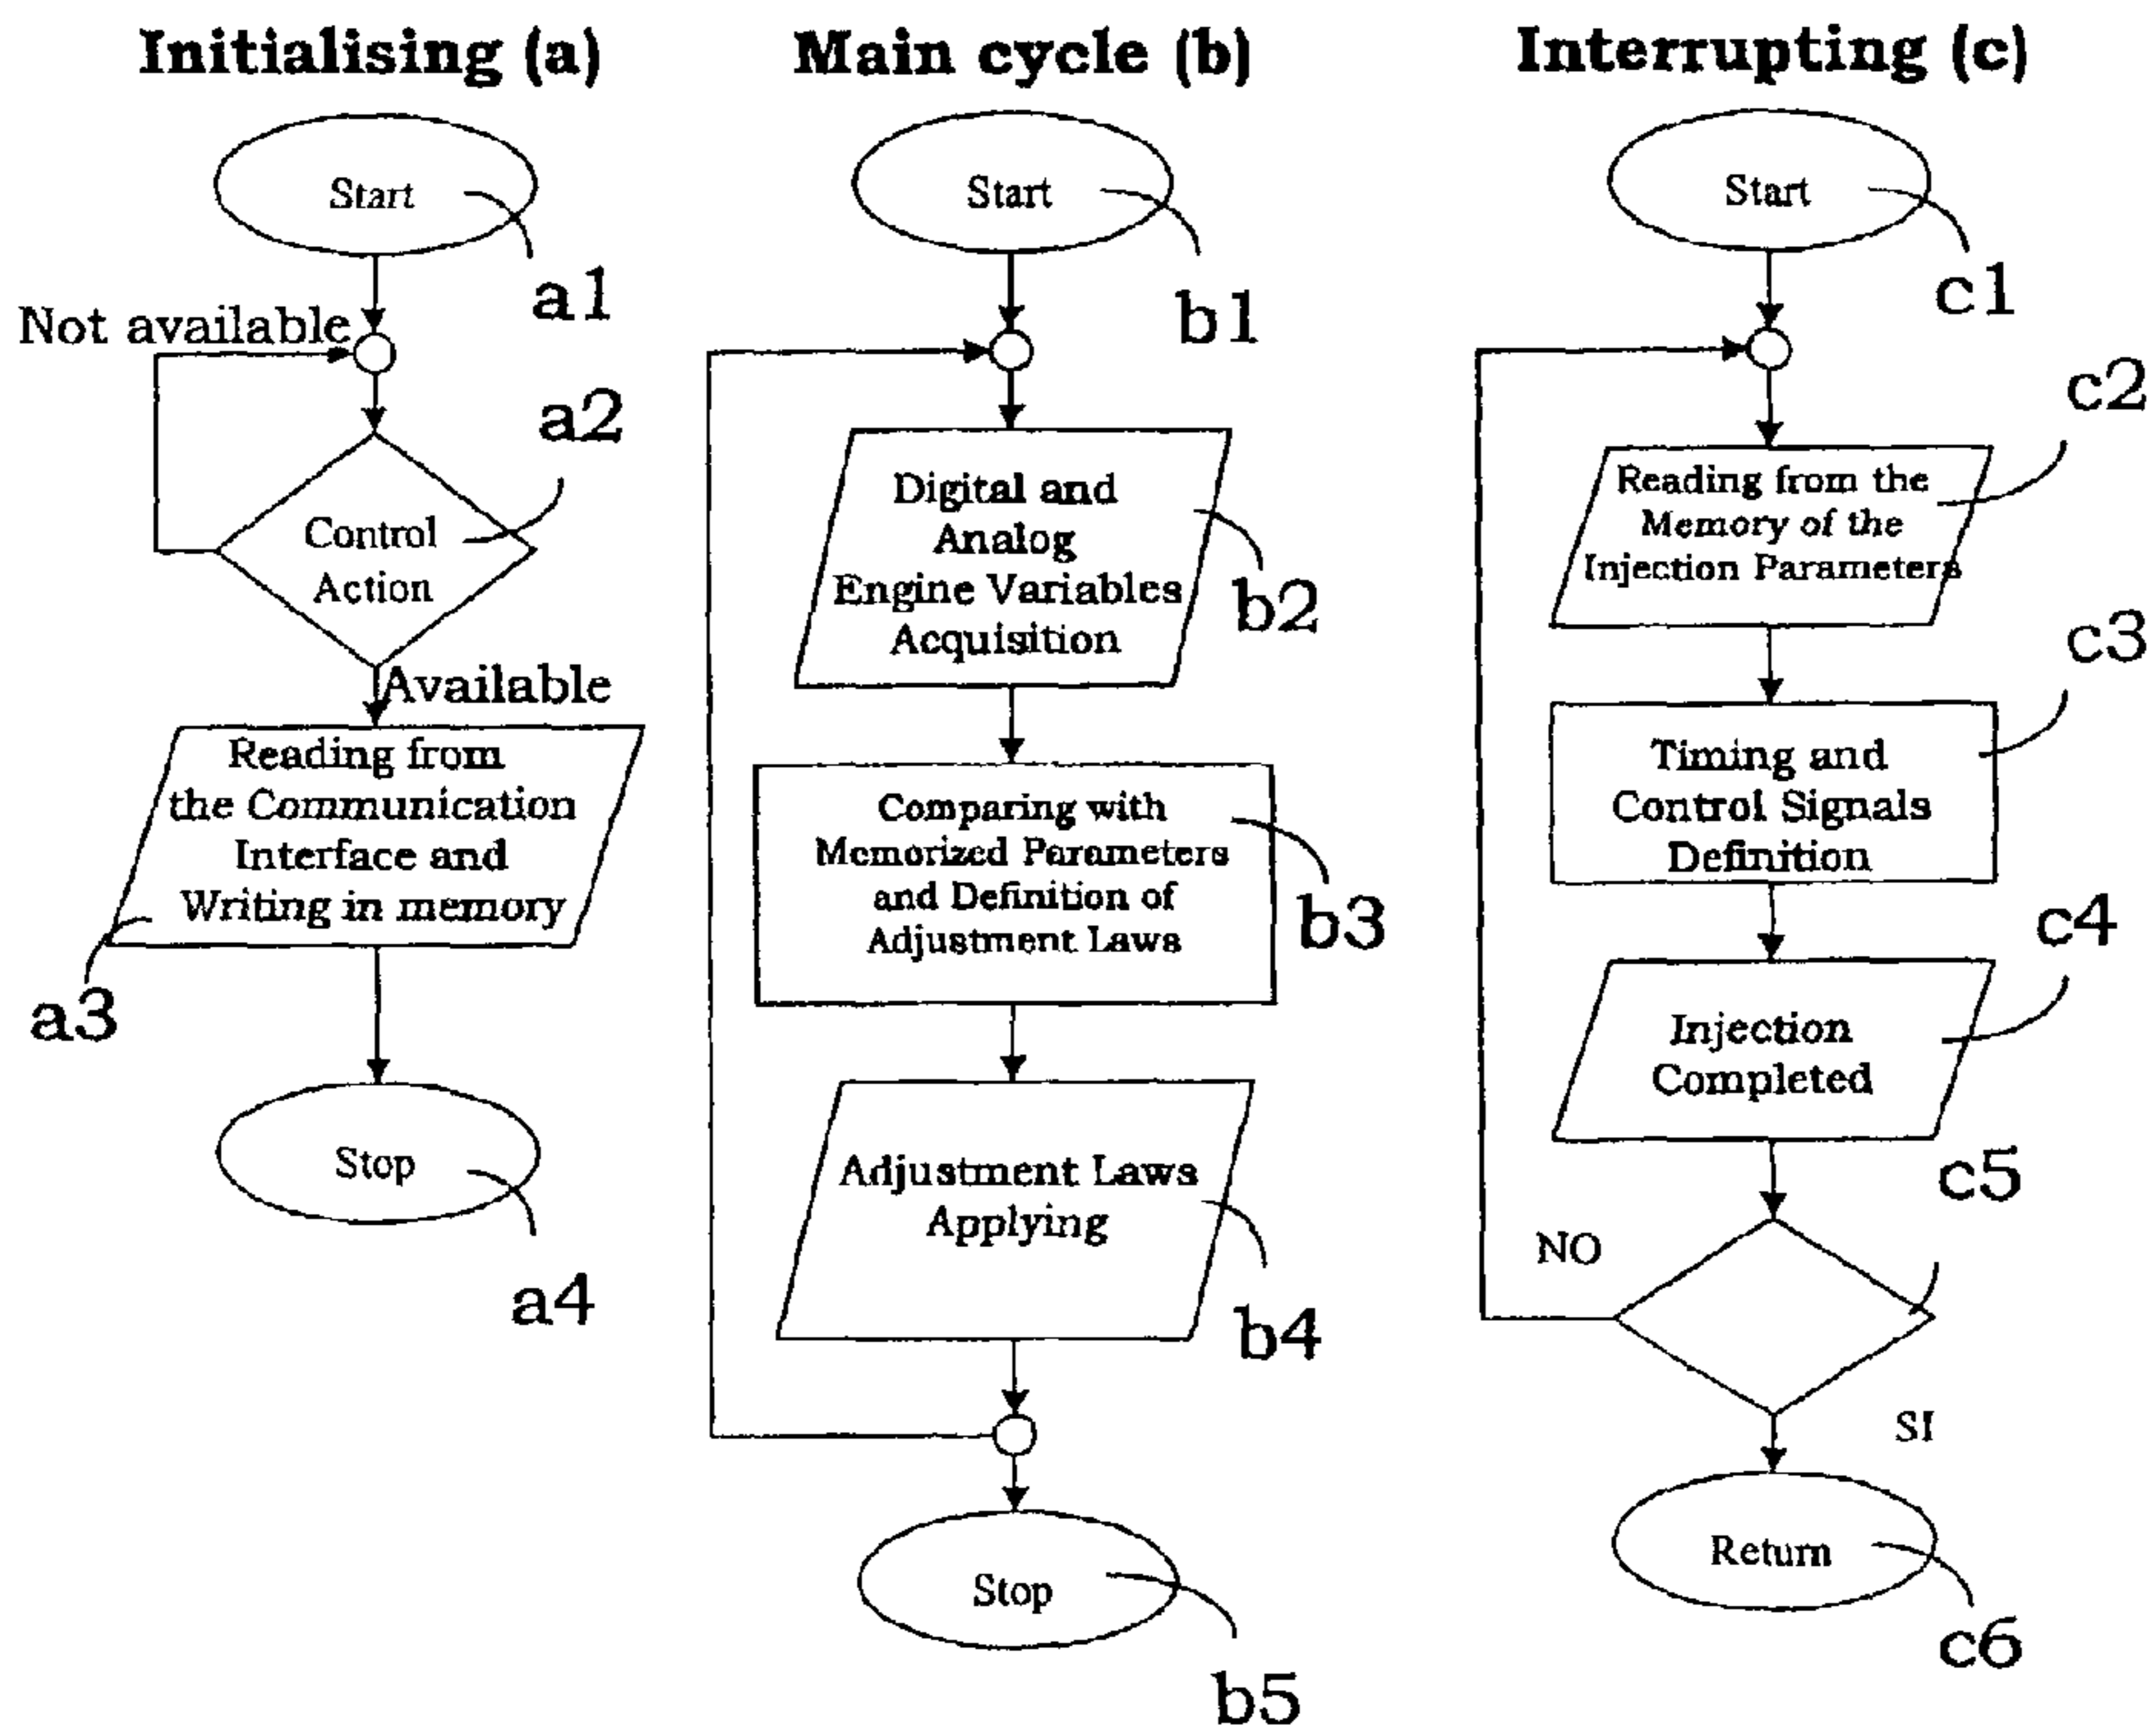 Initialising (a)
Start
a1
Not available
a2
Control
Action
Available
Reading from
the Communication
Interface and
Writing in memory
a3
Stop
a4
Main cycle (b)
Start
b1
Digital and
Analog
Engine Variables
Acquisition
b2
Comparing with
Memorized Parameters
and Definition of
Adjustment Laws
b3
Adjustment Laws
Applying
b4
Stop
b5
Interrupting (c)
Start
c1
c2
Reading from the
Memory of the
Injection Parameters
c3
Timing and
Control Signals
Definition
c4
Injection
Completed
c5
NO
SI
Return
c6